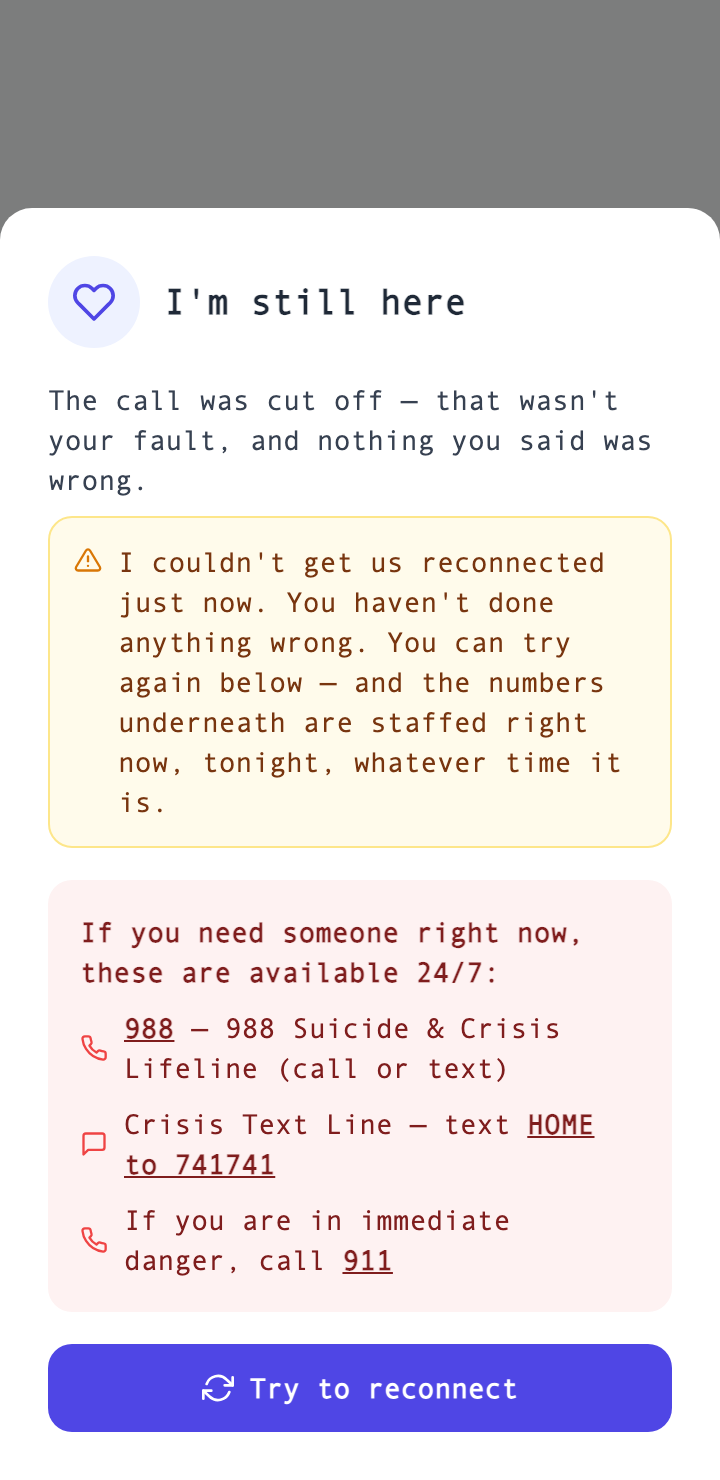 I'm still here
The call was cut off — that wasn't
your fault, and nothing you said was
wrong.
I couldn't get us reconnected
just now. You haven't done
anything wrong. You can try
again below — and the numbers
underneath are staffed right
now, tonight, whatever time it
is.
If you need someone right now,
these are available 24/7:
988 — 988 Suicide & Crisis
Lifeline (call or text)
Crisis Text Line — text HOME
to 741741
If you are in immediate
danger, call 911
Try to reconnect